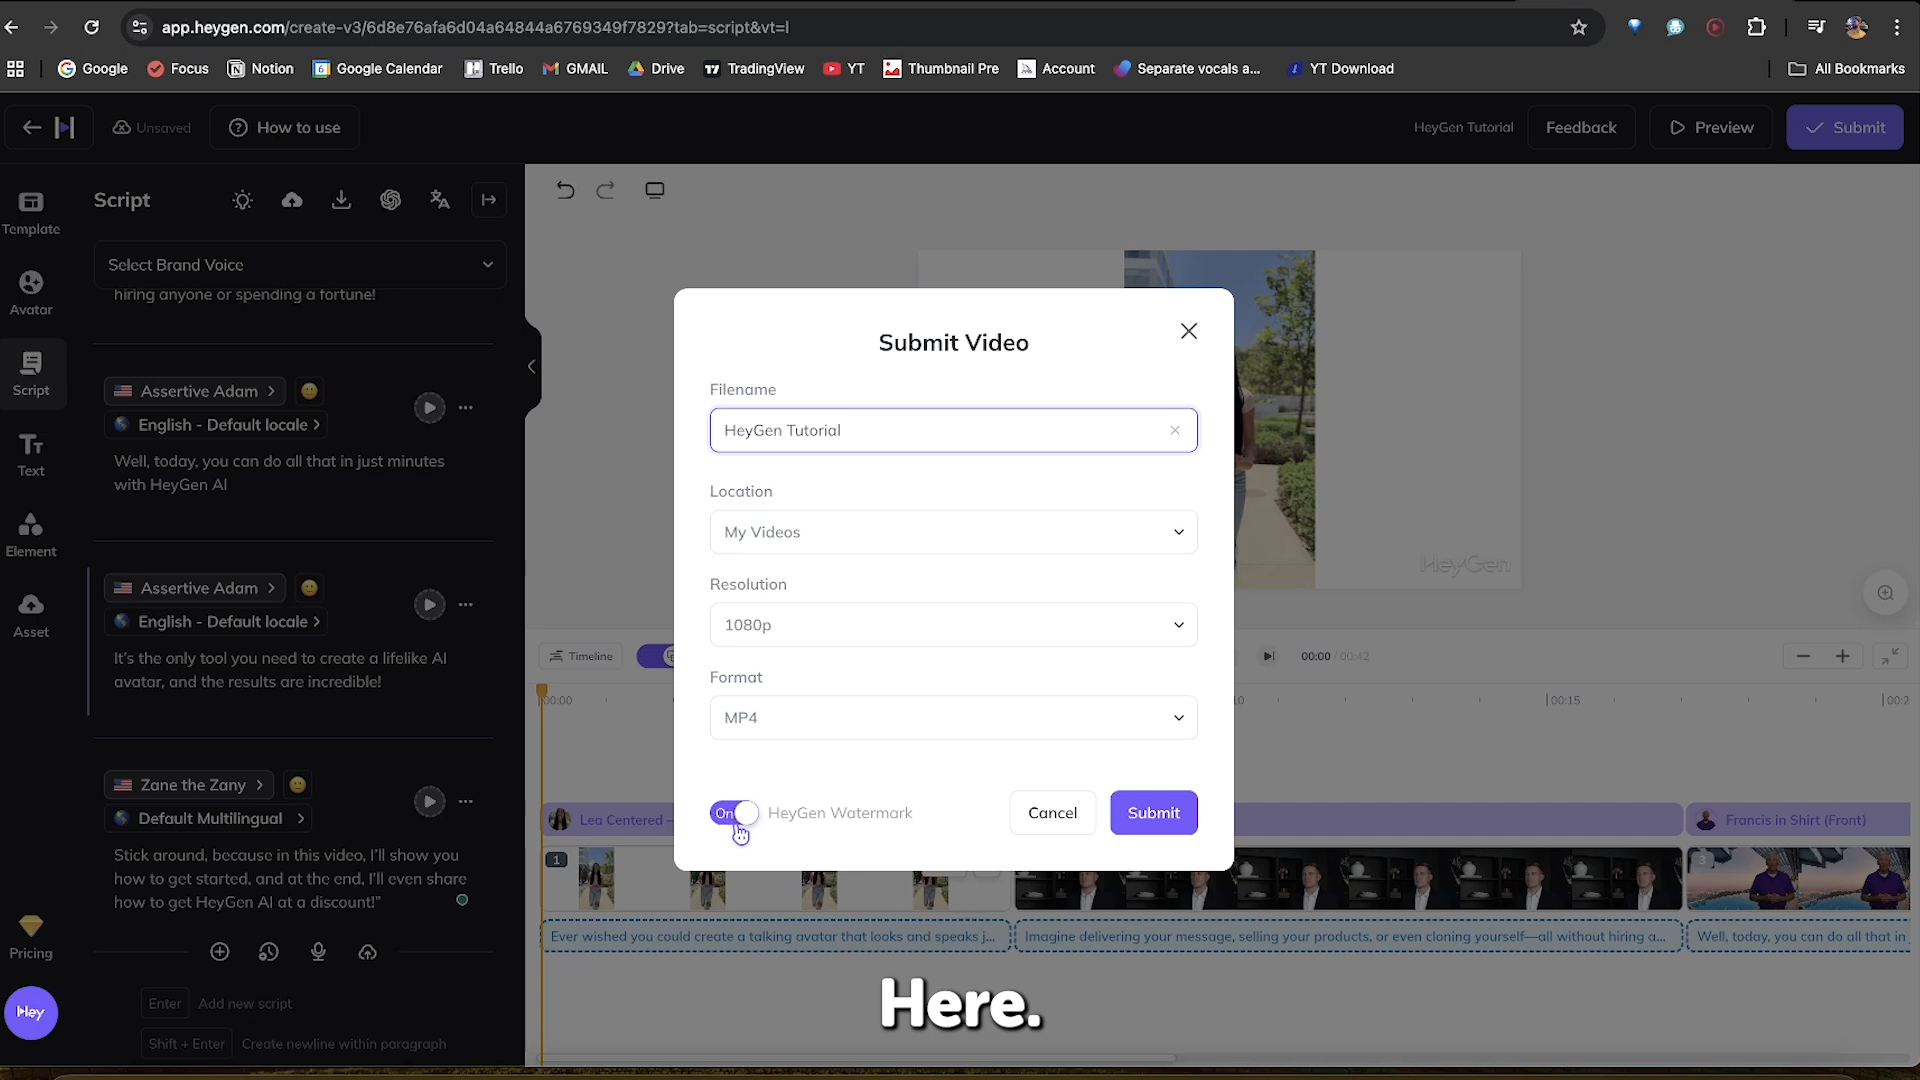 app.heygen.com/create-v3/6d8e76afa6d04a64844a6769349f7829?tab=script&vt=l
Google
Focus
Notion
Google Calendar
Trello
GMAIL
Drive
TradingView
YT
Thumbnail Pre
Account
Separate vocals a...
YT Download
All Bookmarks
Unsaved
How to use
HeyGen Tutorial
Feedback
Preview
Submit
Template
Avatar
Script
Text
Element
Asset
Pricing
Hey
Script
Select Brand Voice
hiring anyone or spending a fortune!
Assertive Adam
English - Default locale
Well, today, you can do all that in just minutes
with HeyGen AI
Assertive Adam
English - Default locale
It's the only tool you need to create a lifelike AI
avatar, and the results are incredible!
Zane the Zany
Default Multilingual
Stick around, because in this video, I'll show you
how to get started, and at the end, I'll even share
how to get HeyGen AI at a discount!"
Enter Add new script
Shift + Enter Create newline within paragraph
HeyGen
Submit Video
Filename
HeyGen Tutorial
Location
My Videos
Resolution
1080p
Format
MP4
On
HeyGen Watermark
Cancel
Submit
Timeline
00:00 / 00:42
00:00
10
00:15
00:2
Lea Centered –
Francis in Shirt (Front)
1
3
Ever wished you could create a talking avatar that looks and speaks j...
Imagine delivering your message, selling your products, or even cloning yourself—all without hiring a...
Well, today, you can do all that in
Here.